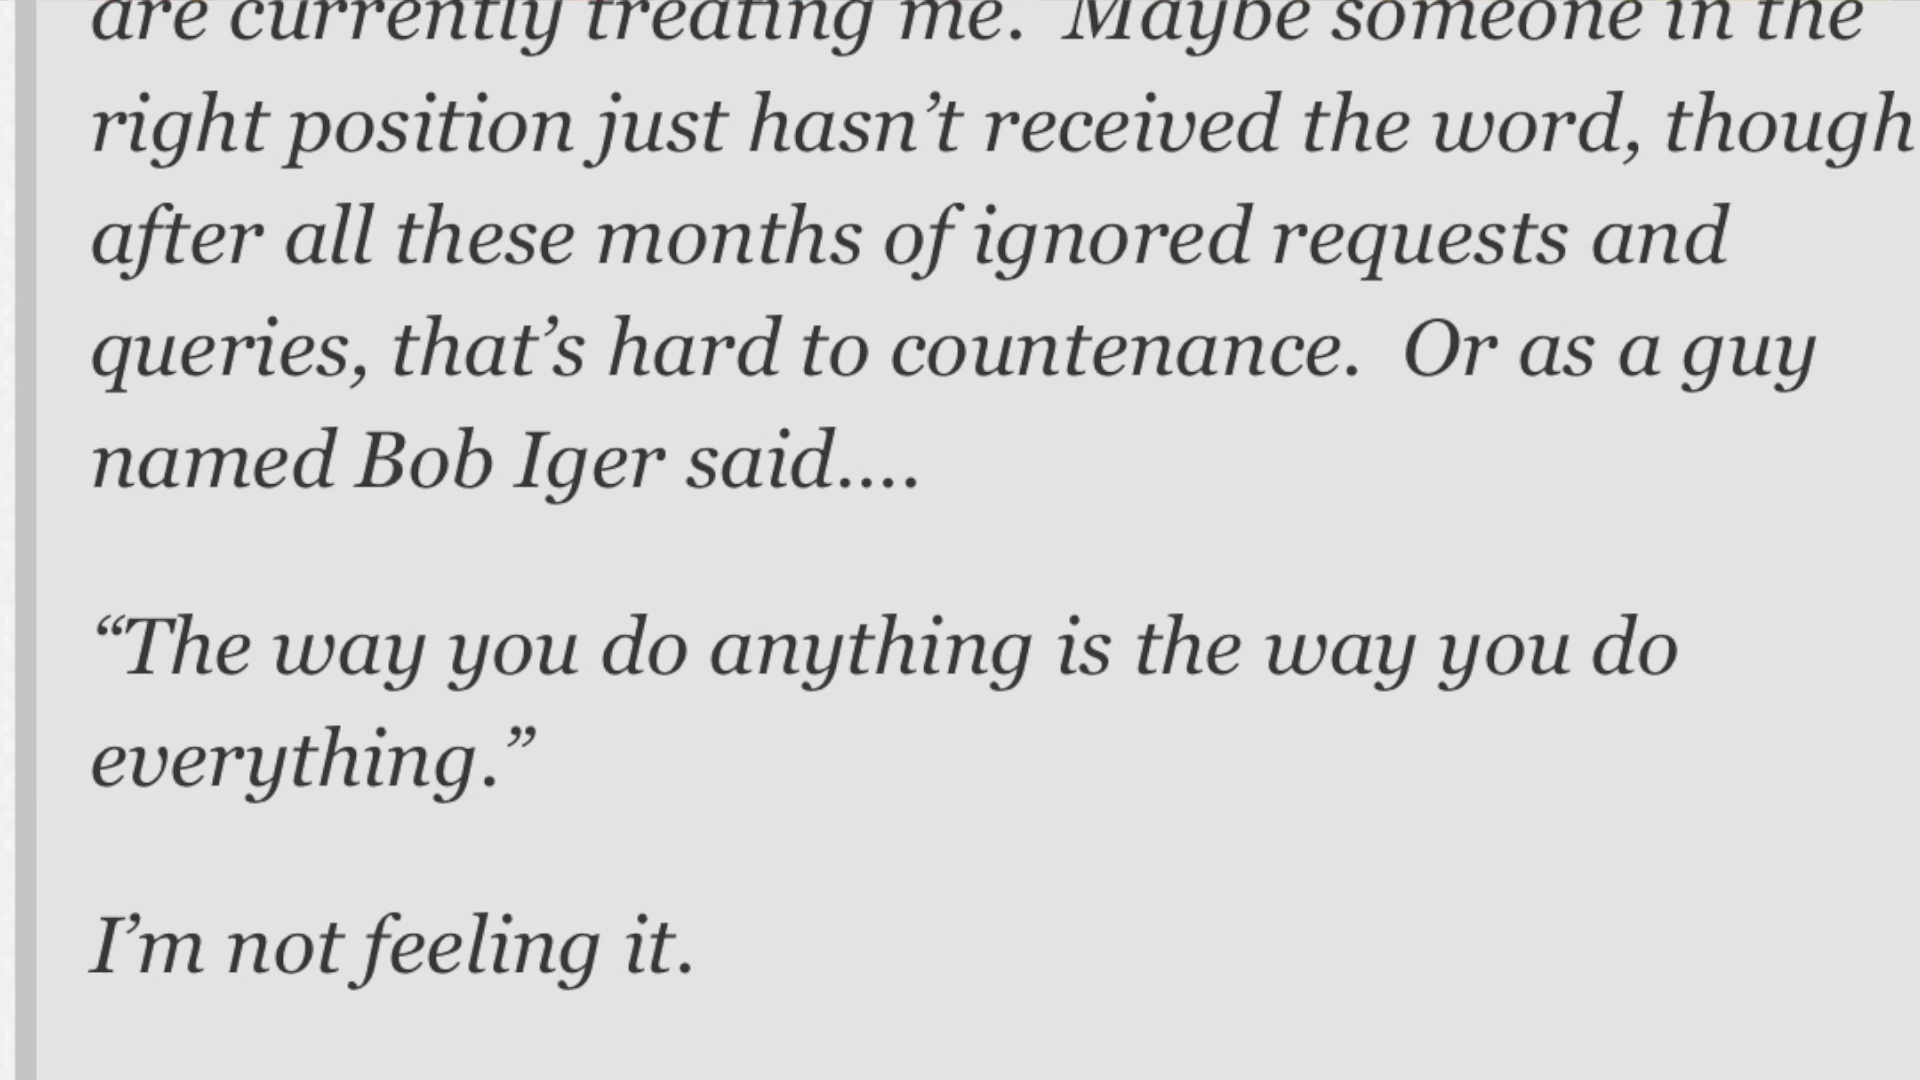 are currently treating me.  Maybe someone in the
right position just hasn’t received the word, though
after all these months of ignored requests and
queries, that’s hard to countenance.  Or as a guy
named Bob Iger said….
“The way you do anything is the way you do
everything.”
I’m not feeling it.